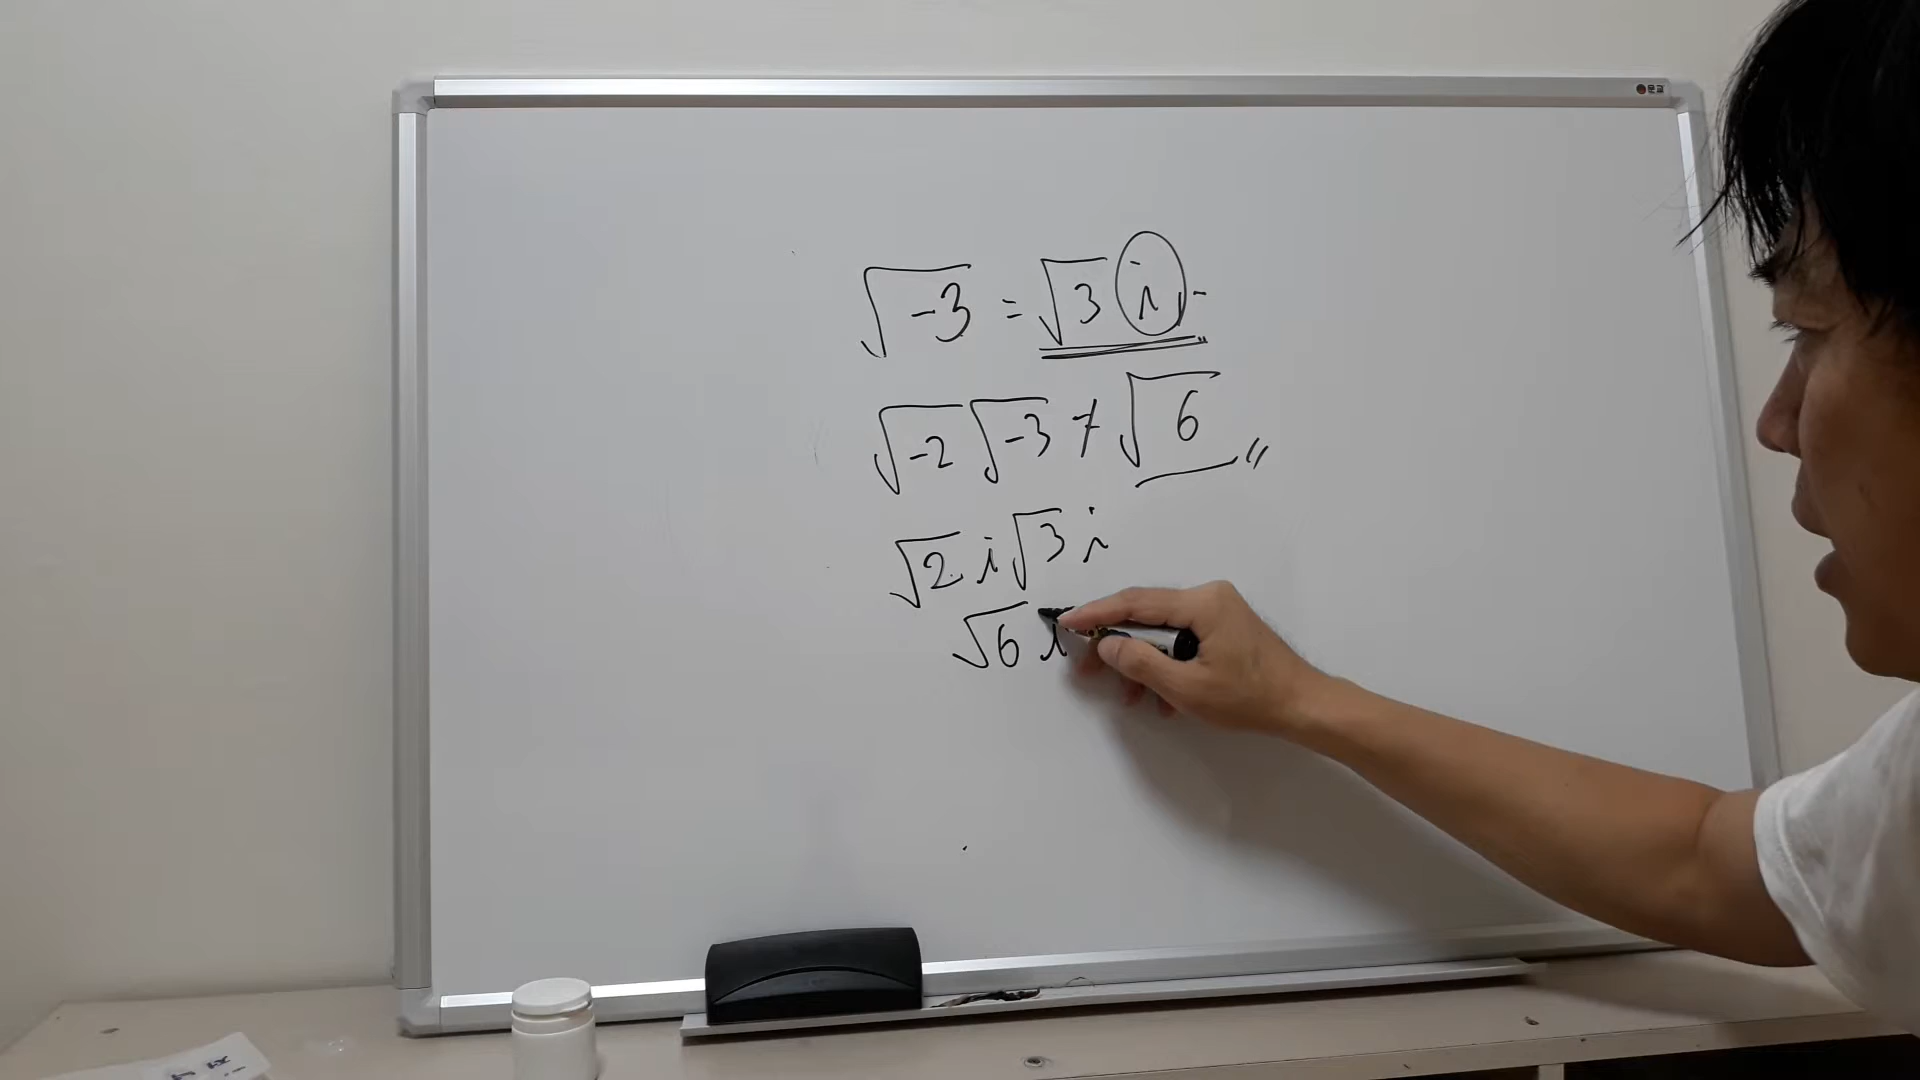 √-3 = √3 i
√-2 √-3 ≠ √6 〃
√2 i √3 i
√6 i